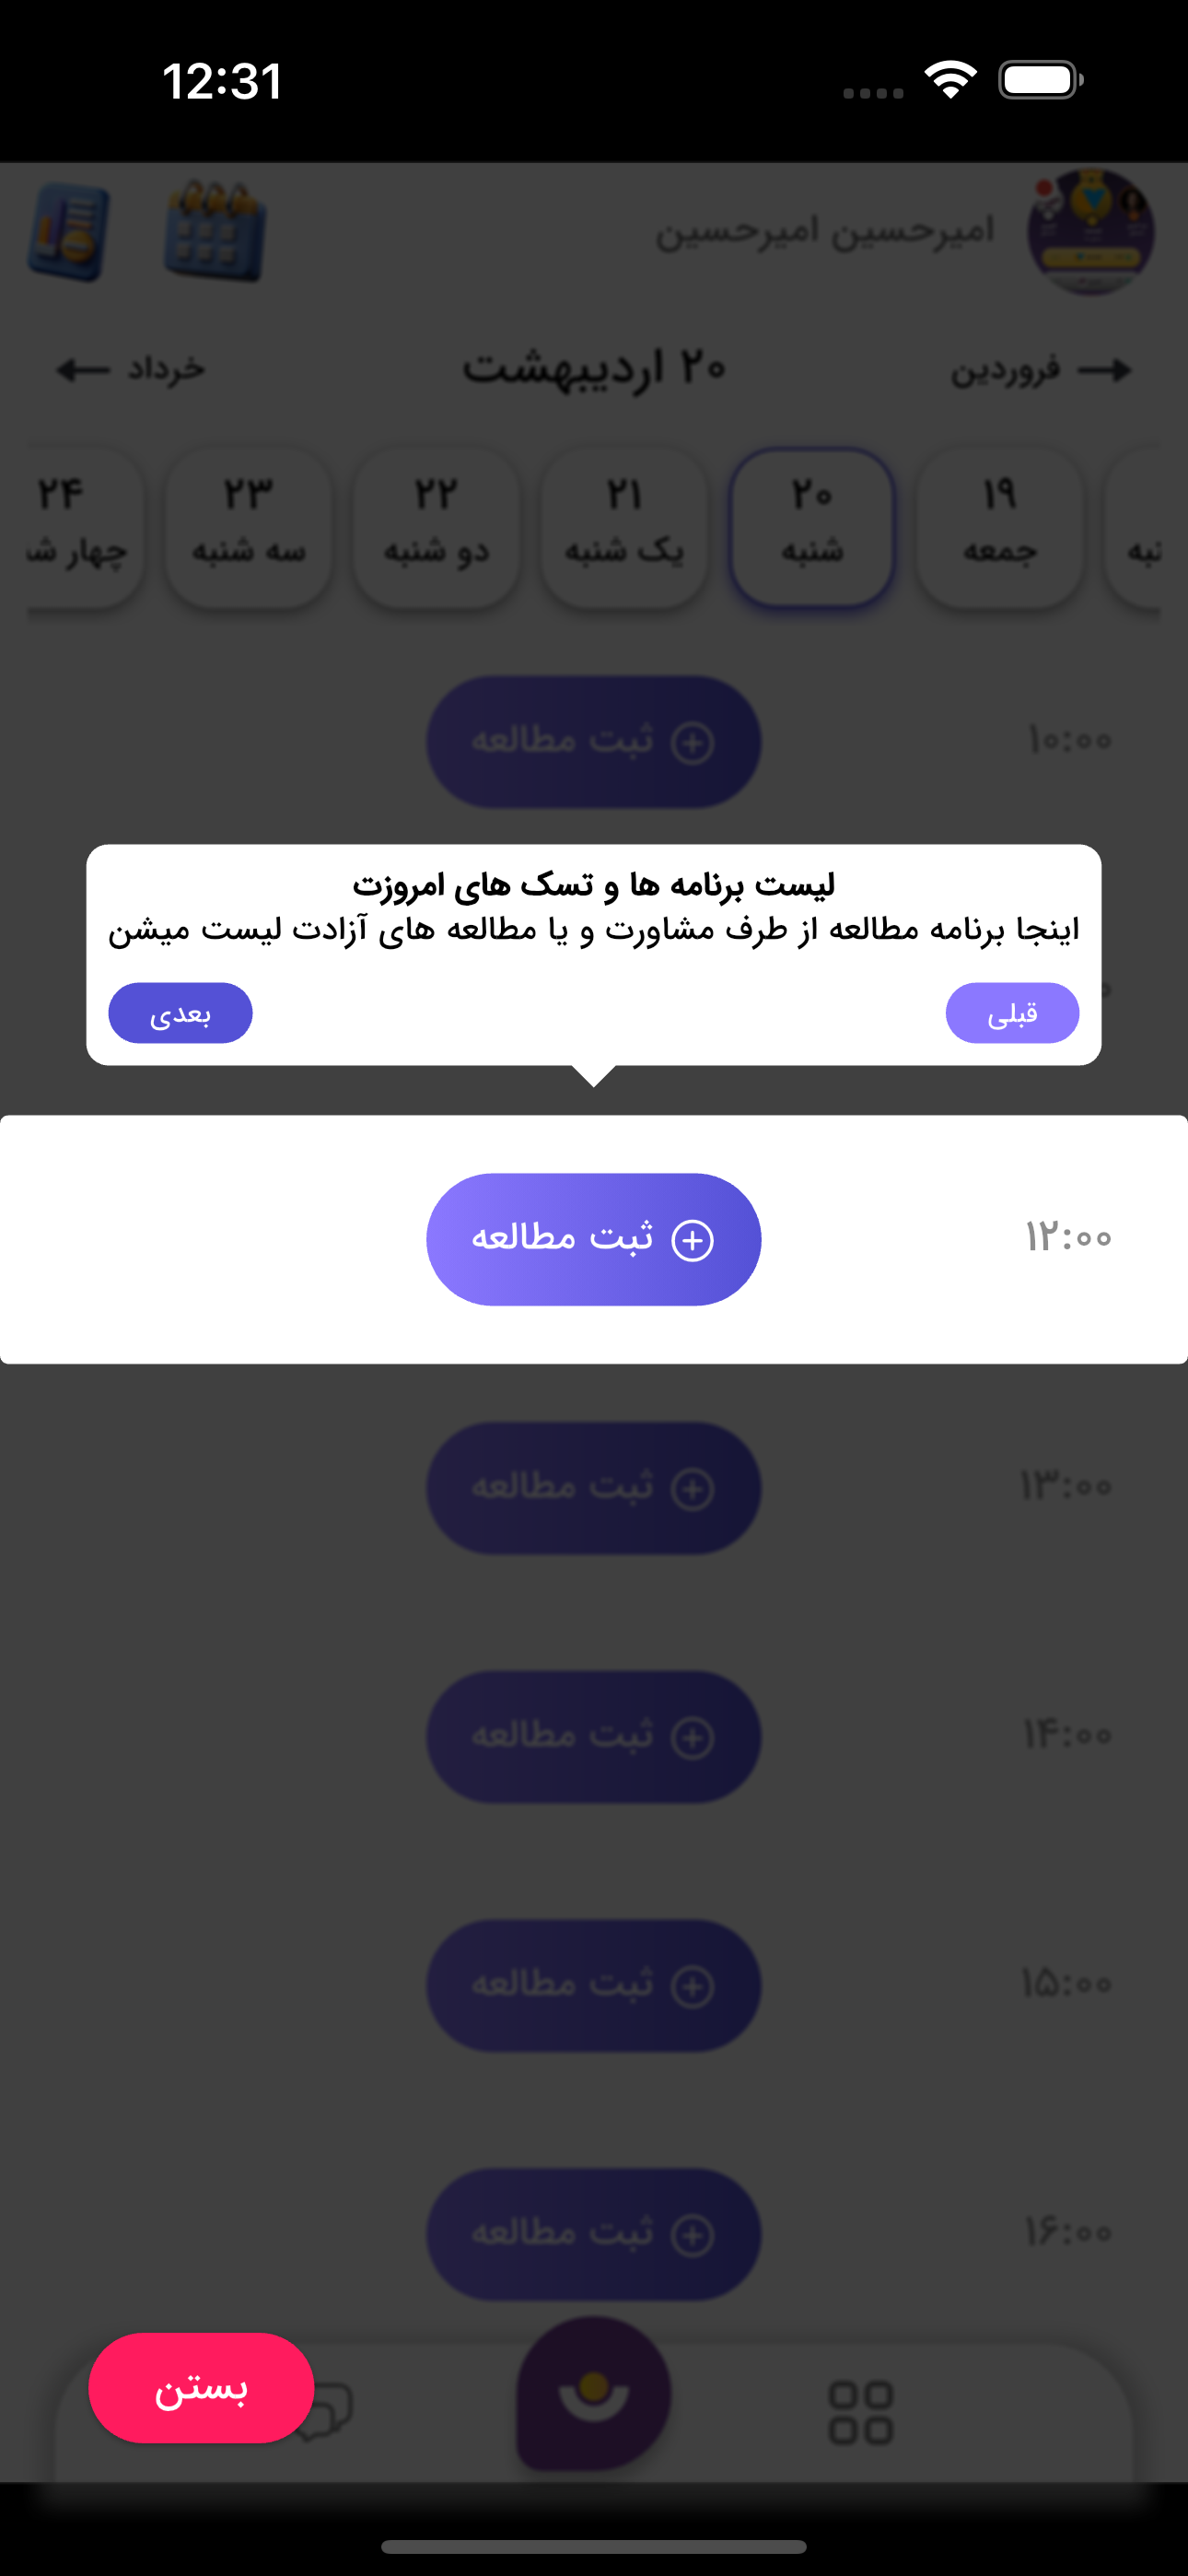 12:31
امیرحسین امیرحسین
فروردین
۲۰ اردیبهشت
خرداد
۱۹
جمعه
۲۰
شنبه
۲۱
یک شنبه
۲۲
دو شنبه
۲۳
سه شنبه
۲۴
چهار شن
۱۰:۰۰
ثبت مطالعه
لیست برنامه ها و تسک های امروزت
اینجا برنامه مطالعه از طرف مشاورت و یا مطالعه های آزادت لیست میشن
قبلی
بعدی
۱۲:۰۰
ثبت مطالعه
۱۳:۰۰
ثبت مطالعه
۱۴:۰۰
ثبت مطالعه
۱۵:۰۰
ثبت مطالعه
۱۶:۰۰
ثبت مطالعه
بستن